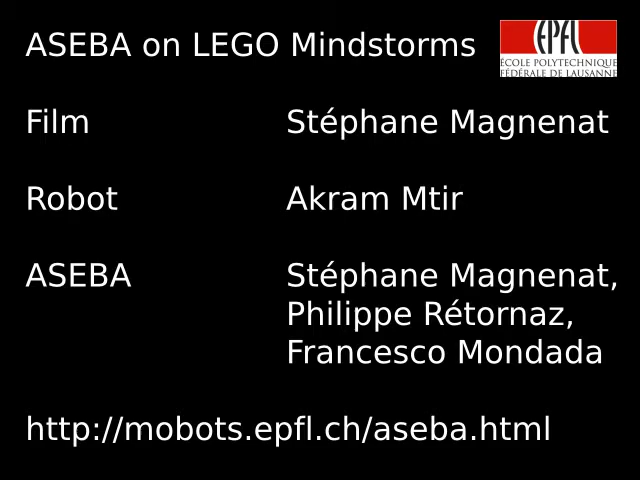 ASEBA on LEGO Mindstorms
EPFL
ÉCOLE POLYTECHNIQUE
FÉDÉRALE DE LAUSANNE
Film Stéphane Magnenat
Robot Akram Mtir
ASEBA Stéphane Magnenat,
Philippe Rétornaz,
Francesco Mondada
http://mobots.epfl.ch/aseba.html